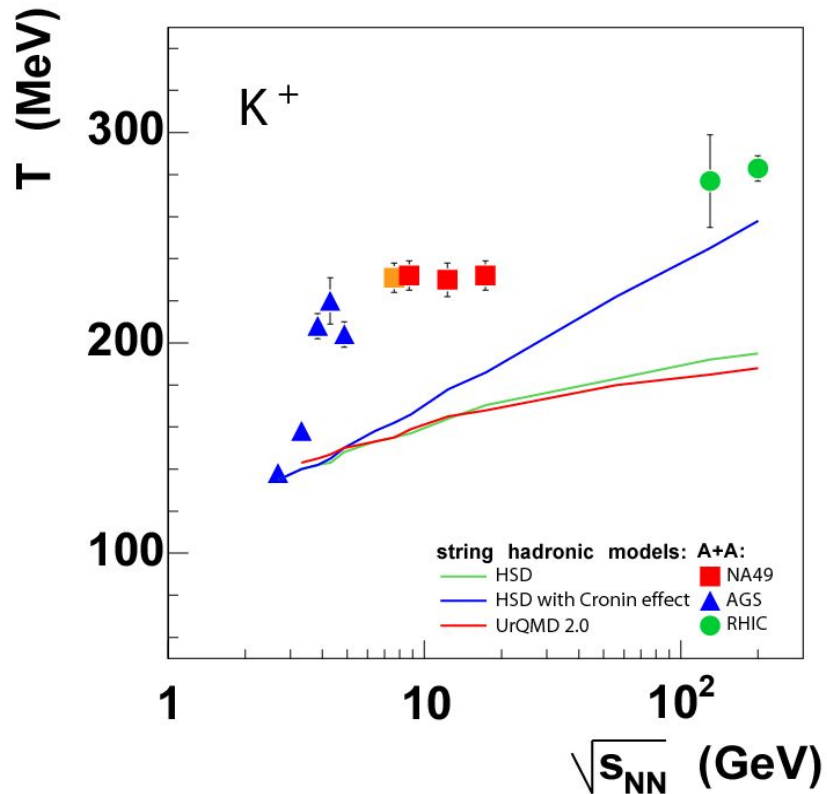 T (MeV)
K+
300
200
100
string hadronic models: A+A:
HSD NA49
HSD with Cronin effect AGS
UrQMD 2.0 RHIC
1 10 10²
√sNN (GeV)